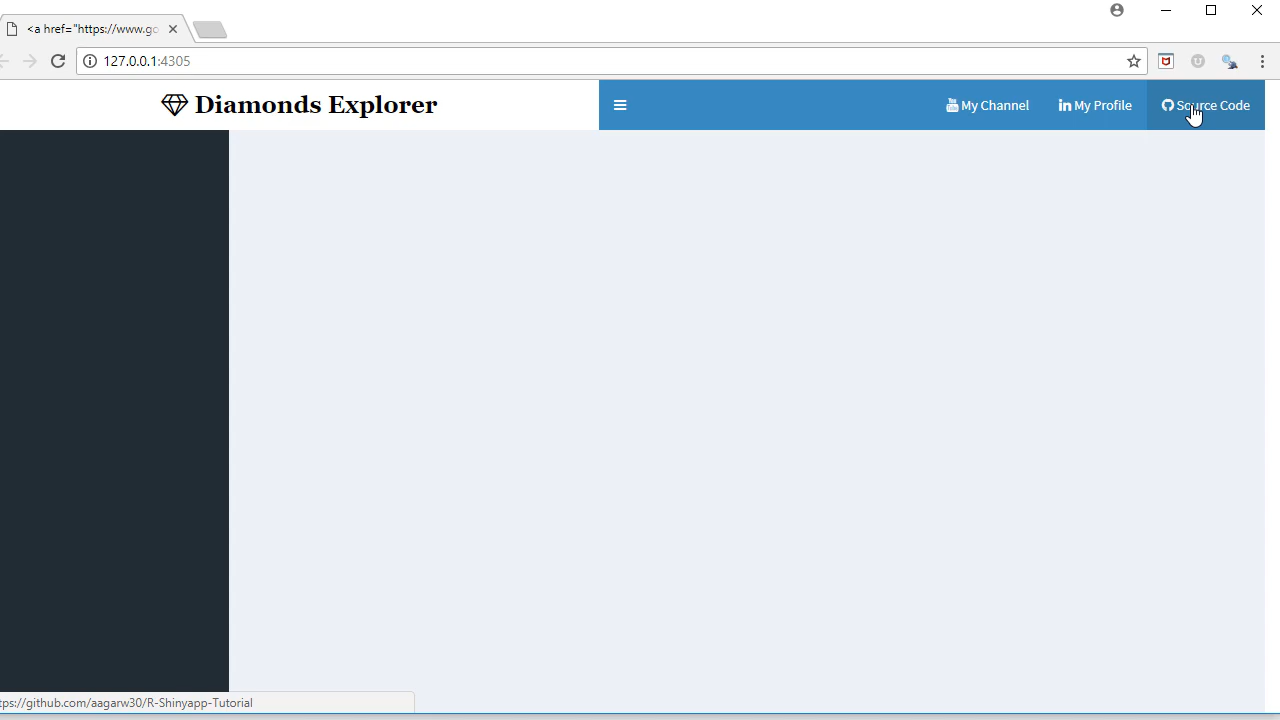 <a href="https://www.go
127.0.0.1:4305
Diamonds Explorer
My Channel
My Profile
Source Code
tps://github.com/aagarw30/R-Shinyapp-Tutorial